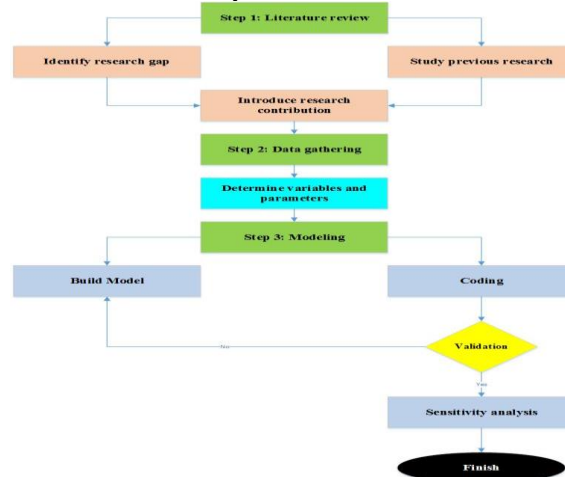 Step 1: Literature review
Identify research gap
Study previous research
Introduce research
contribution
Step 2: Data gathering
Determine variables and
parameters
Step 3: Modeling
Build Model
Coding
Validation
No
Yes
Sensitivity analysis
Finish